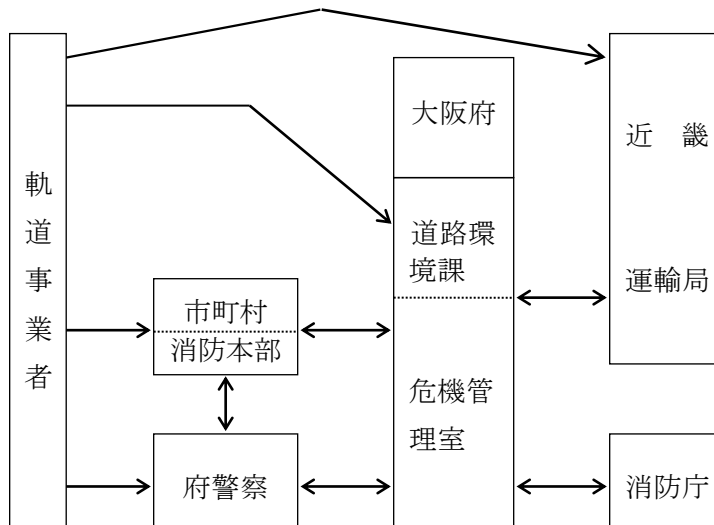 軌道事業者
市町村
消防本部
府警察
大阪府
道路環
境課
危機管
理室
近　畿
運輸局
消防庁